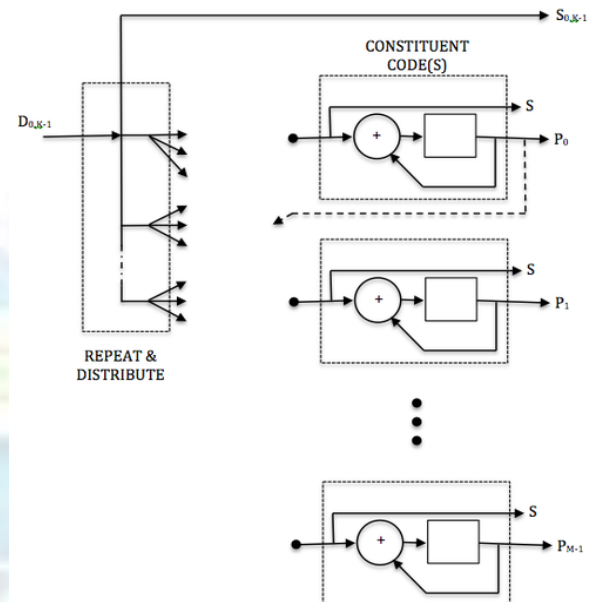 S0,K-1
CONSTITUENT
CODE(S)
D0,K-1
S
+
P0
S
+
P1
REPEAT &
DISTRIBUTE
S
+
PM-1